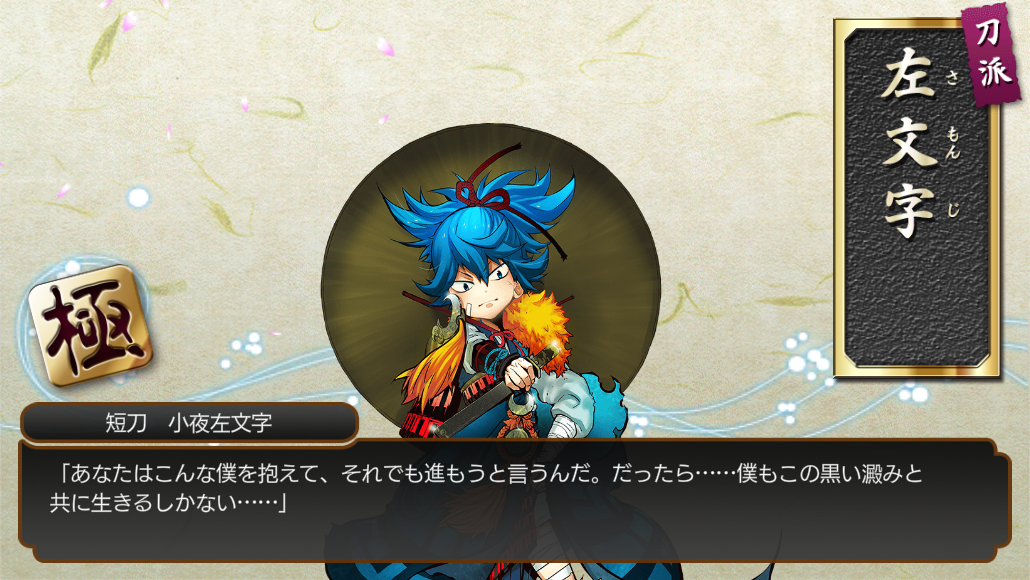 刀派
左文字
さもんじ
極
短刀　小夜左文字
「あなたはこんな僕を抱えて、それでも進もうと言うんだ。だったら……僕もこの黒い澱みと
共に生きるしかない……」